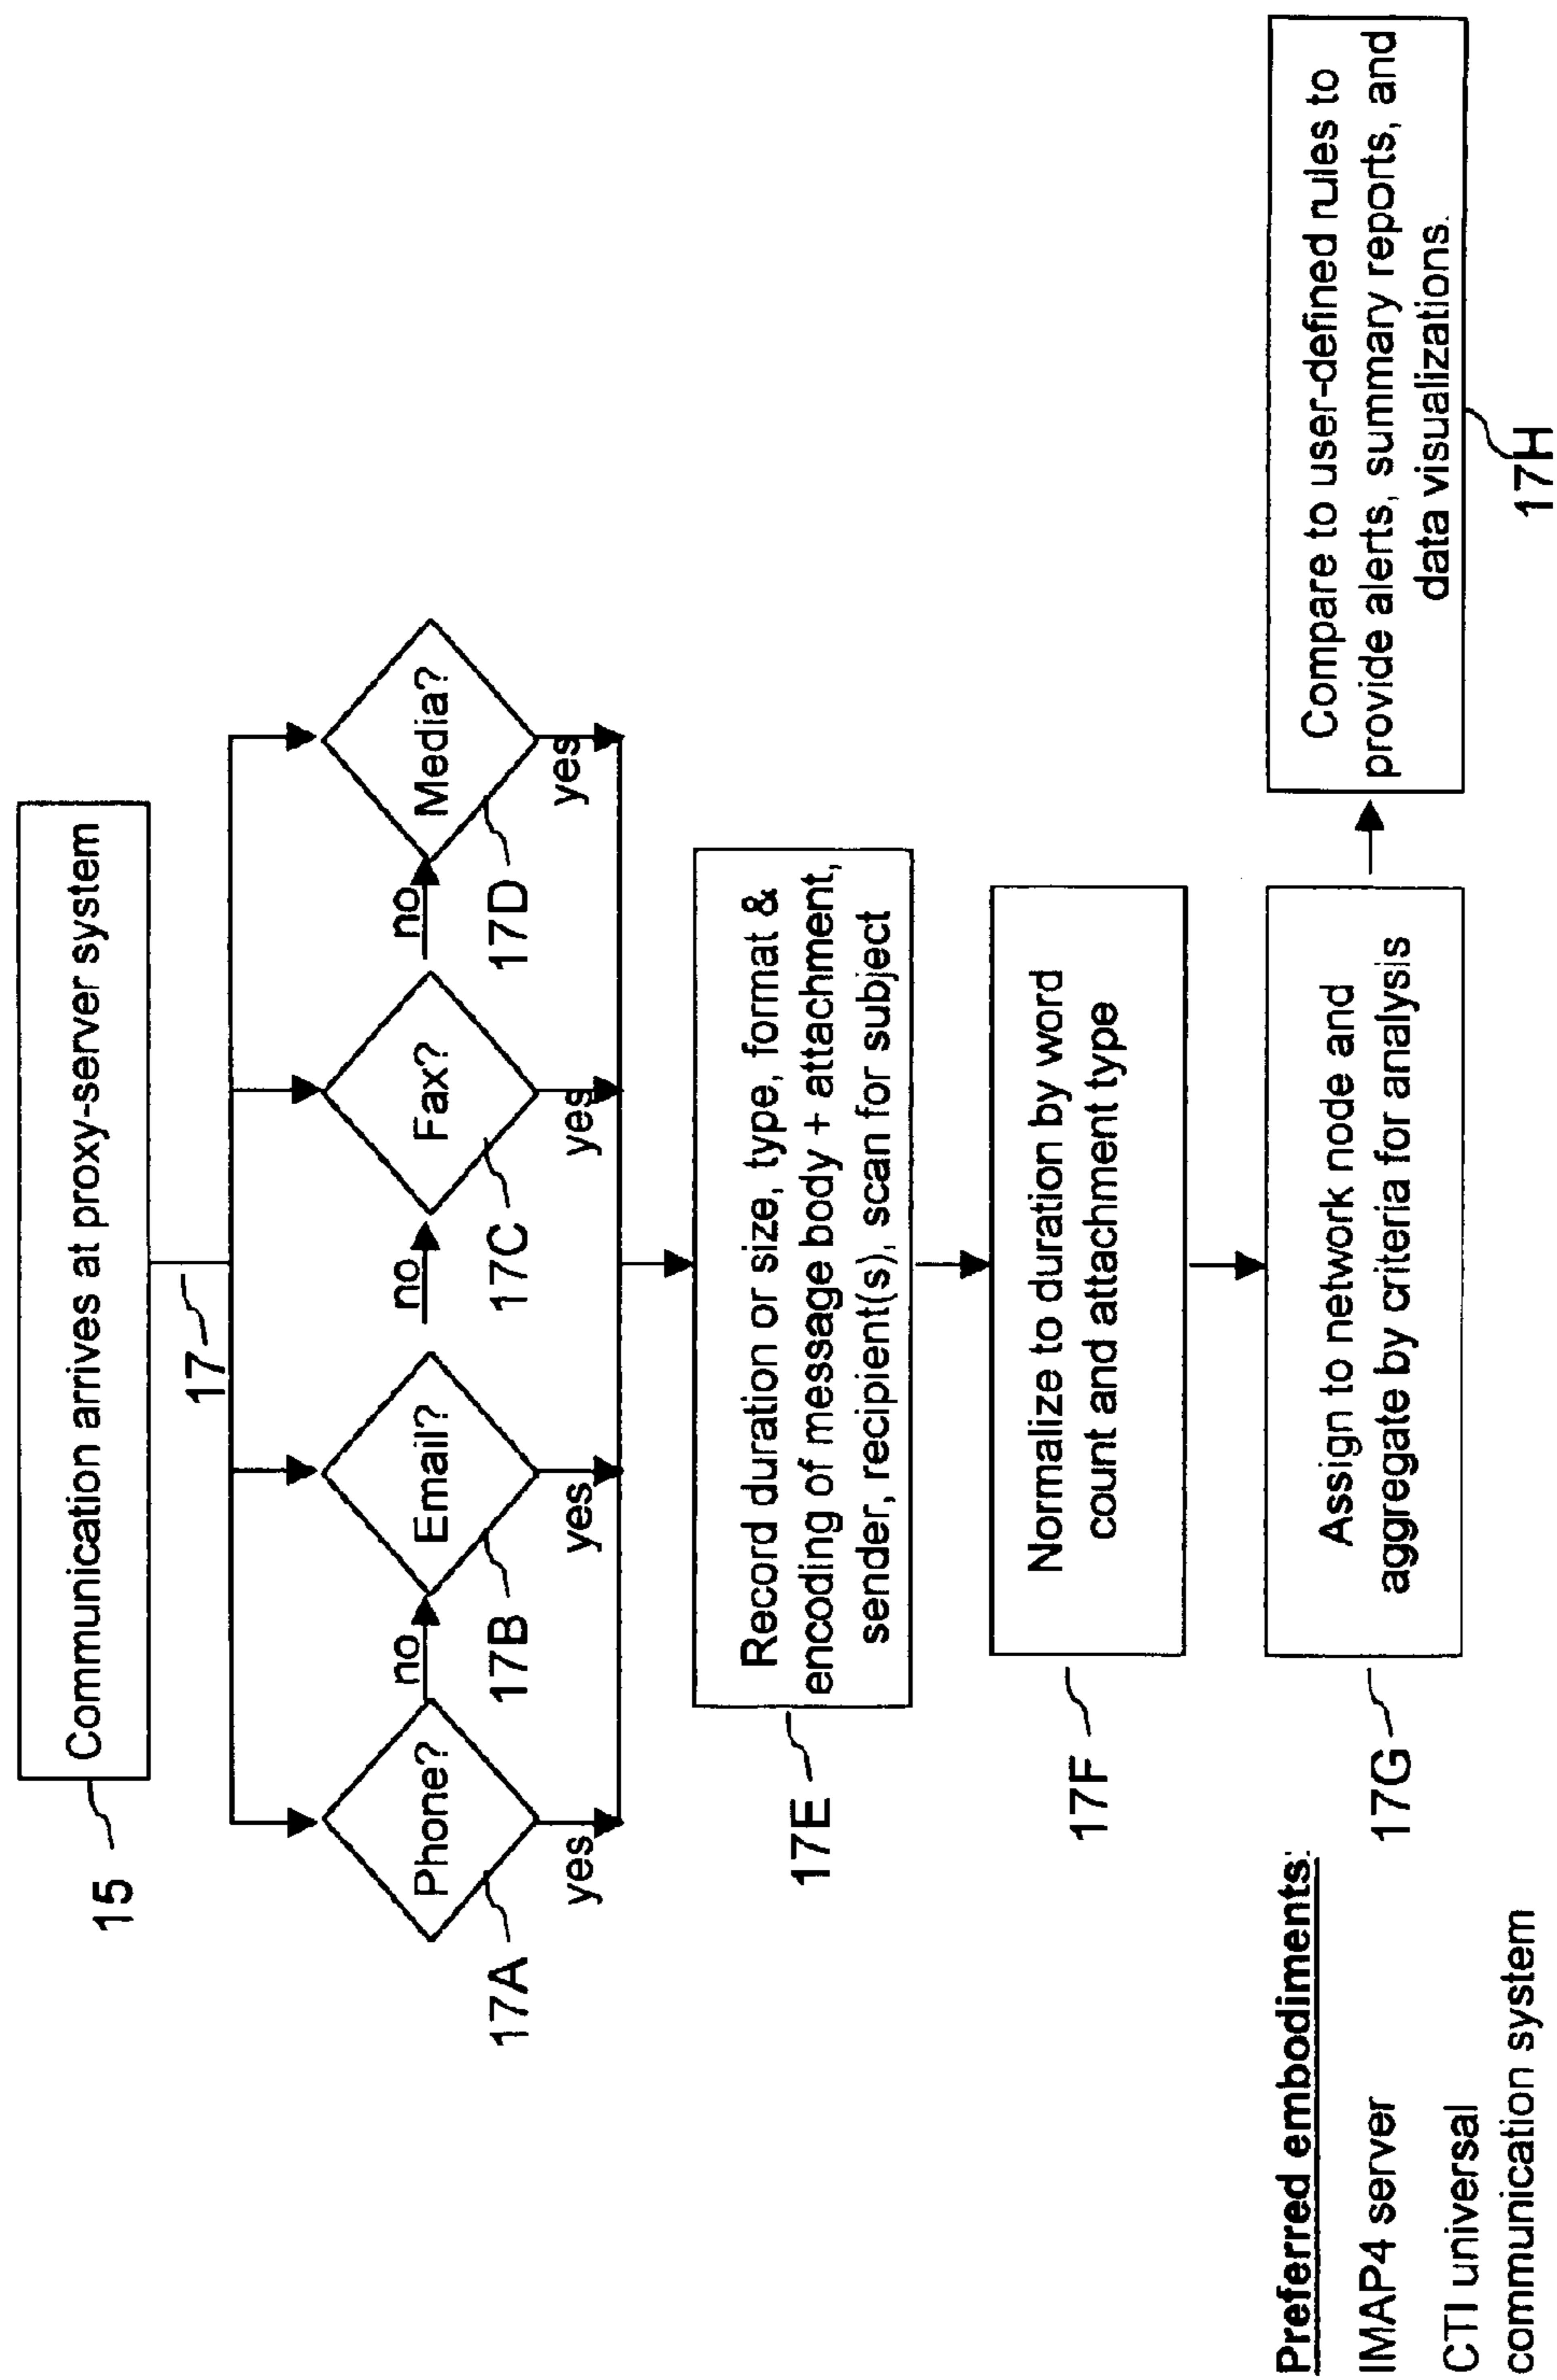 Communication arrives at proxy-server system
15
17
Phone?
no
Email?
no
Fax?
no
Media?
17A
17B
17C
17D
yes
yes
yes
yes
Record duration or size, type, format &
encoding of message body + attachment,
sender, recipient(s), scan for subject
17E
Normalize to duration by word
count and attachment type
17F
Assign to network node and
aggregate by criteria for analysis
17G
Compare to user-defined rules to
provide alerts, summary reports, and
data visualizations.
17H
Preferred embodiments:
IMAP4 server
CTI universal
communication system